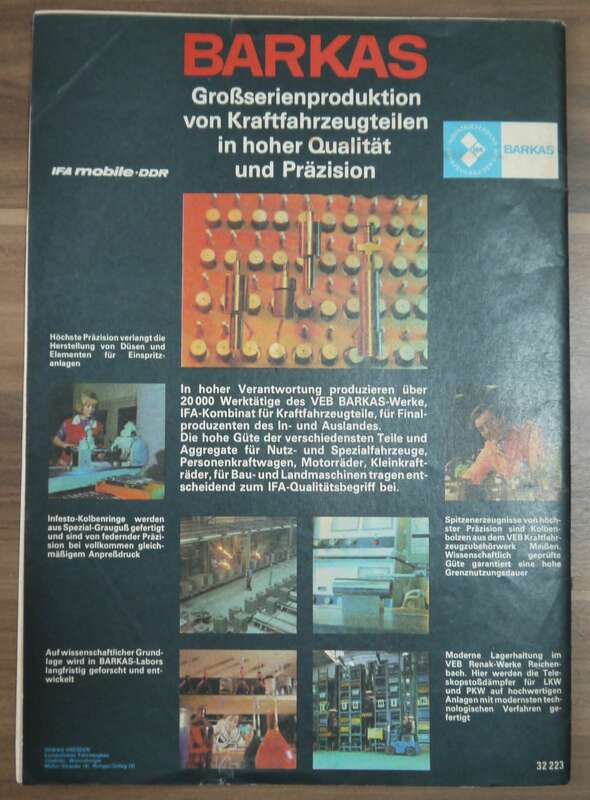 BARKAS
Großserienproduktion
von Kraftfahrzeugteilen
in hoher Qualität
und Präzision
IFA mobile·DDR
BARKAS
Höchste Präzision verlangt die
Herstellung von Düsen und
Elementen für Einspritz-
anlagen
In hoher Verantwortung produzieren über
20 000 Werktätige des VEB BARKAS-Werke,
IFA-Kombinat für Kraftfahrzeugteile, für Final-
produzenten des In- und Auslandes.
Die hohe Güte der verschiedensten Teile und
Aggregate für Nutz- und Spezialfahrzeuge,
Personenkraftwagen, Motorräder, Kleinkraft-
räder, für Bau- und Landmaschinen tragen ent-
scheidend zum IFA-Qualitätsbegriff bei.
Infesto-Kolbenringe werden
aus Spezial-Grauguß gefertigt
und sind von federnder Präzi-
sion bei vollkommen gleich-
mäßigem Anpreßdruck
Spitzenerzeugnisse von höch-
ster Präzision sind Kolben-
bolzen aus dem VEB Kraftfahr-
zeugzubehörwerk Meißen.
Wissenschaftlich geprüfte
Güte garantiert eine hohe
Grenznutzungsdauer
Auf wissenschaftlicher Grund-
lage wird in BARKAS-Labors
langfristig geforscht und ent-
wickelt
Moderne Lagerhaltung im
VEB Renak-Werke Reichen-
bach. Hier werden die Tele-
skopstoßdämpfer für LKW
und PKW auf hochwertigen
Anlagen mit modernsten tech-
nologischen Verfahren ge-
fertigt
DEWAG DRESDEN
32 223